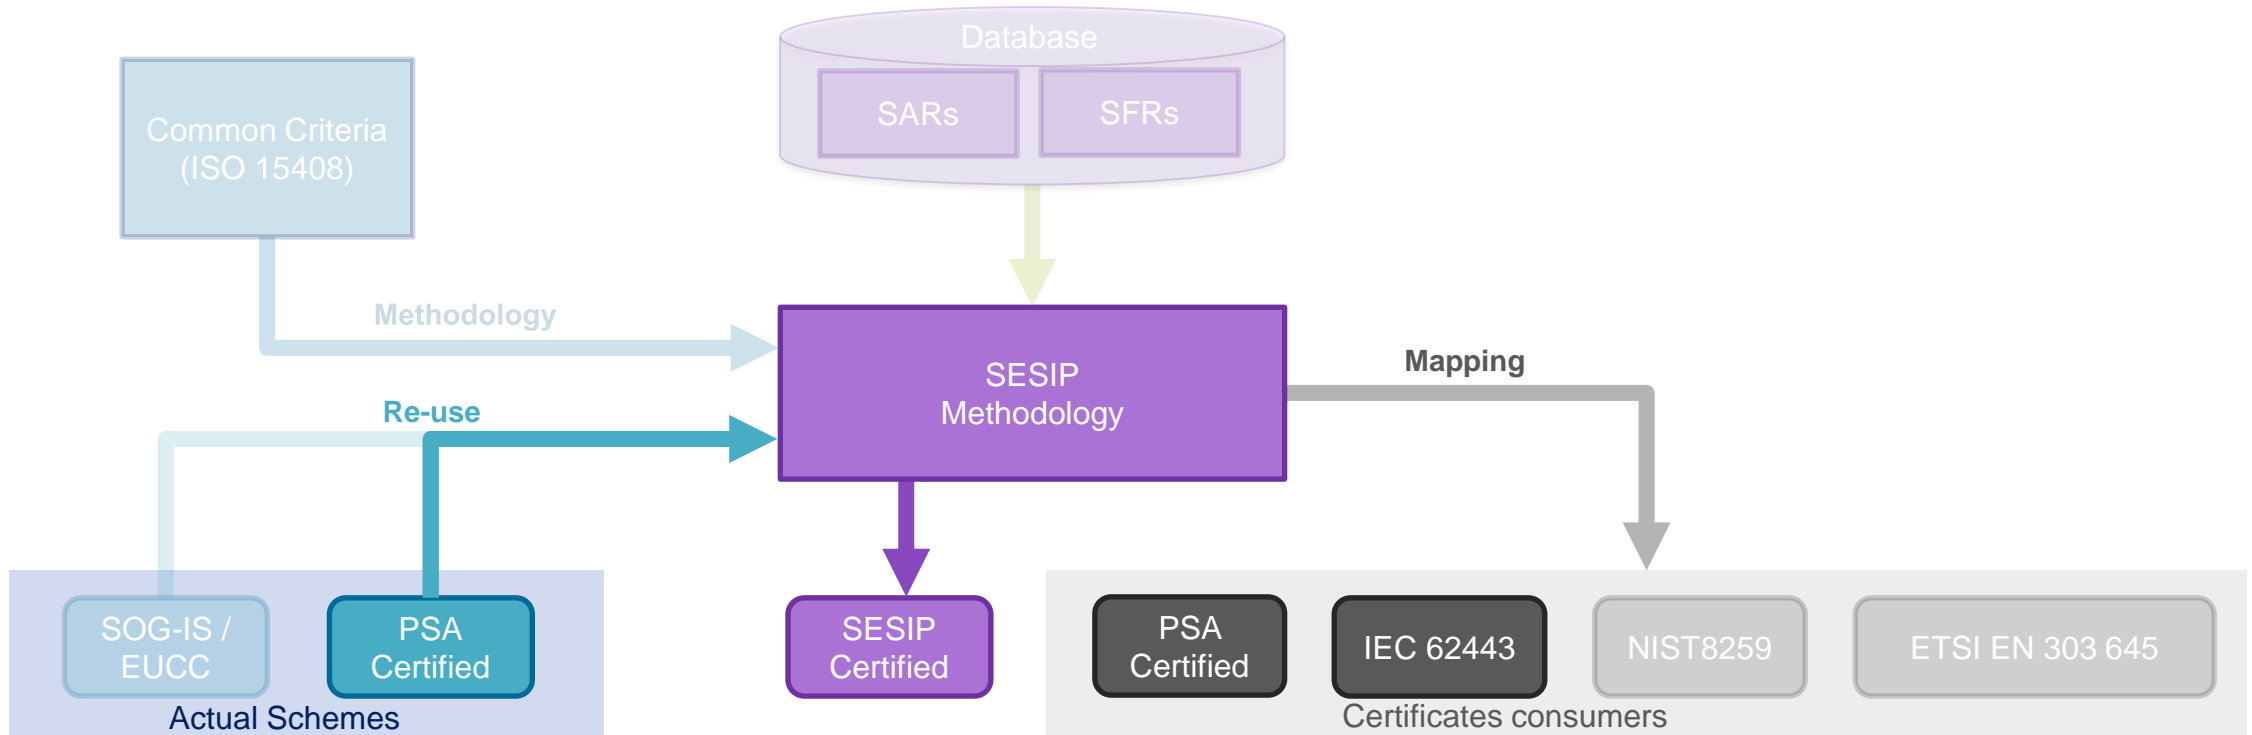 Database
Common Criteria
(ISO 15408)
SARs
SFRs
Methodology
SESIP
Methodology
Mapping
Re-use
SOG-IS /
EUCC
PSA
Certified
Actual Schemes
SESIP
Certified
PSA
Certified
IEC 62443
NIST8259
ETSI EN 303 645
Certificates consumers